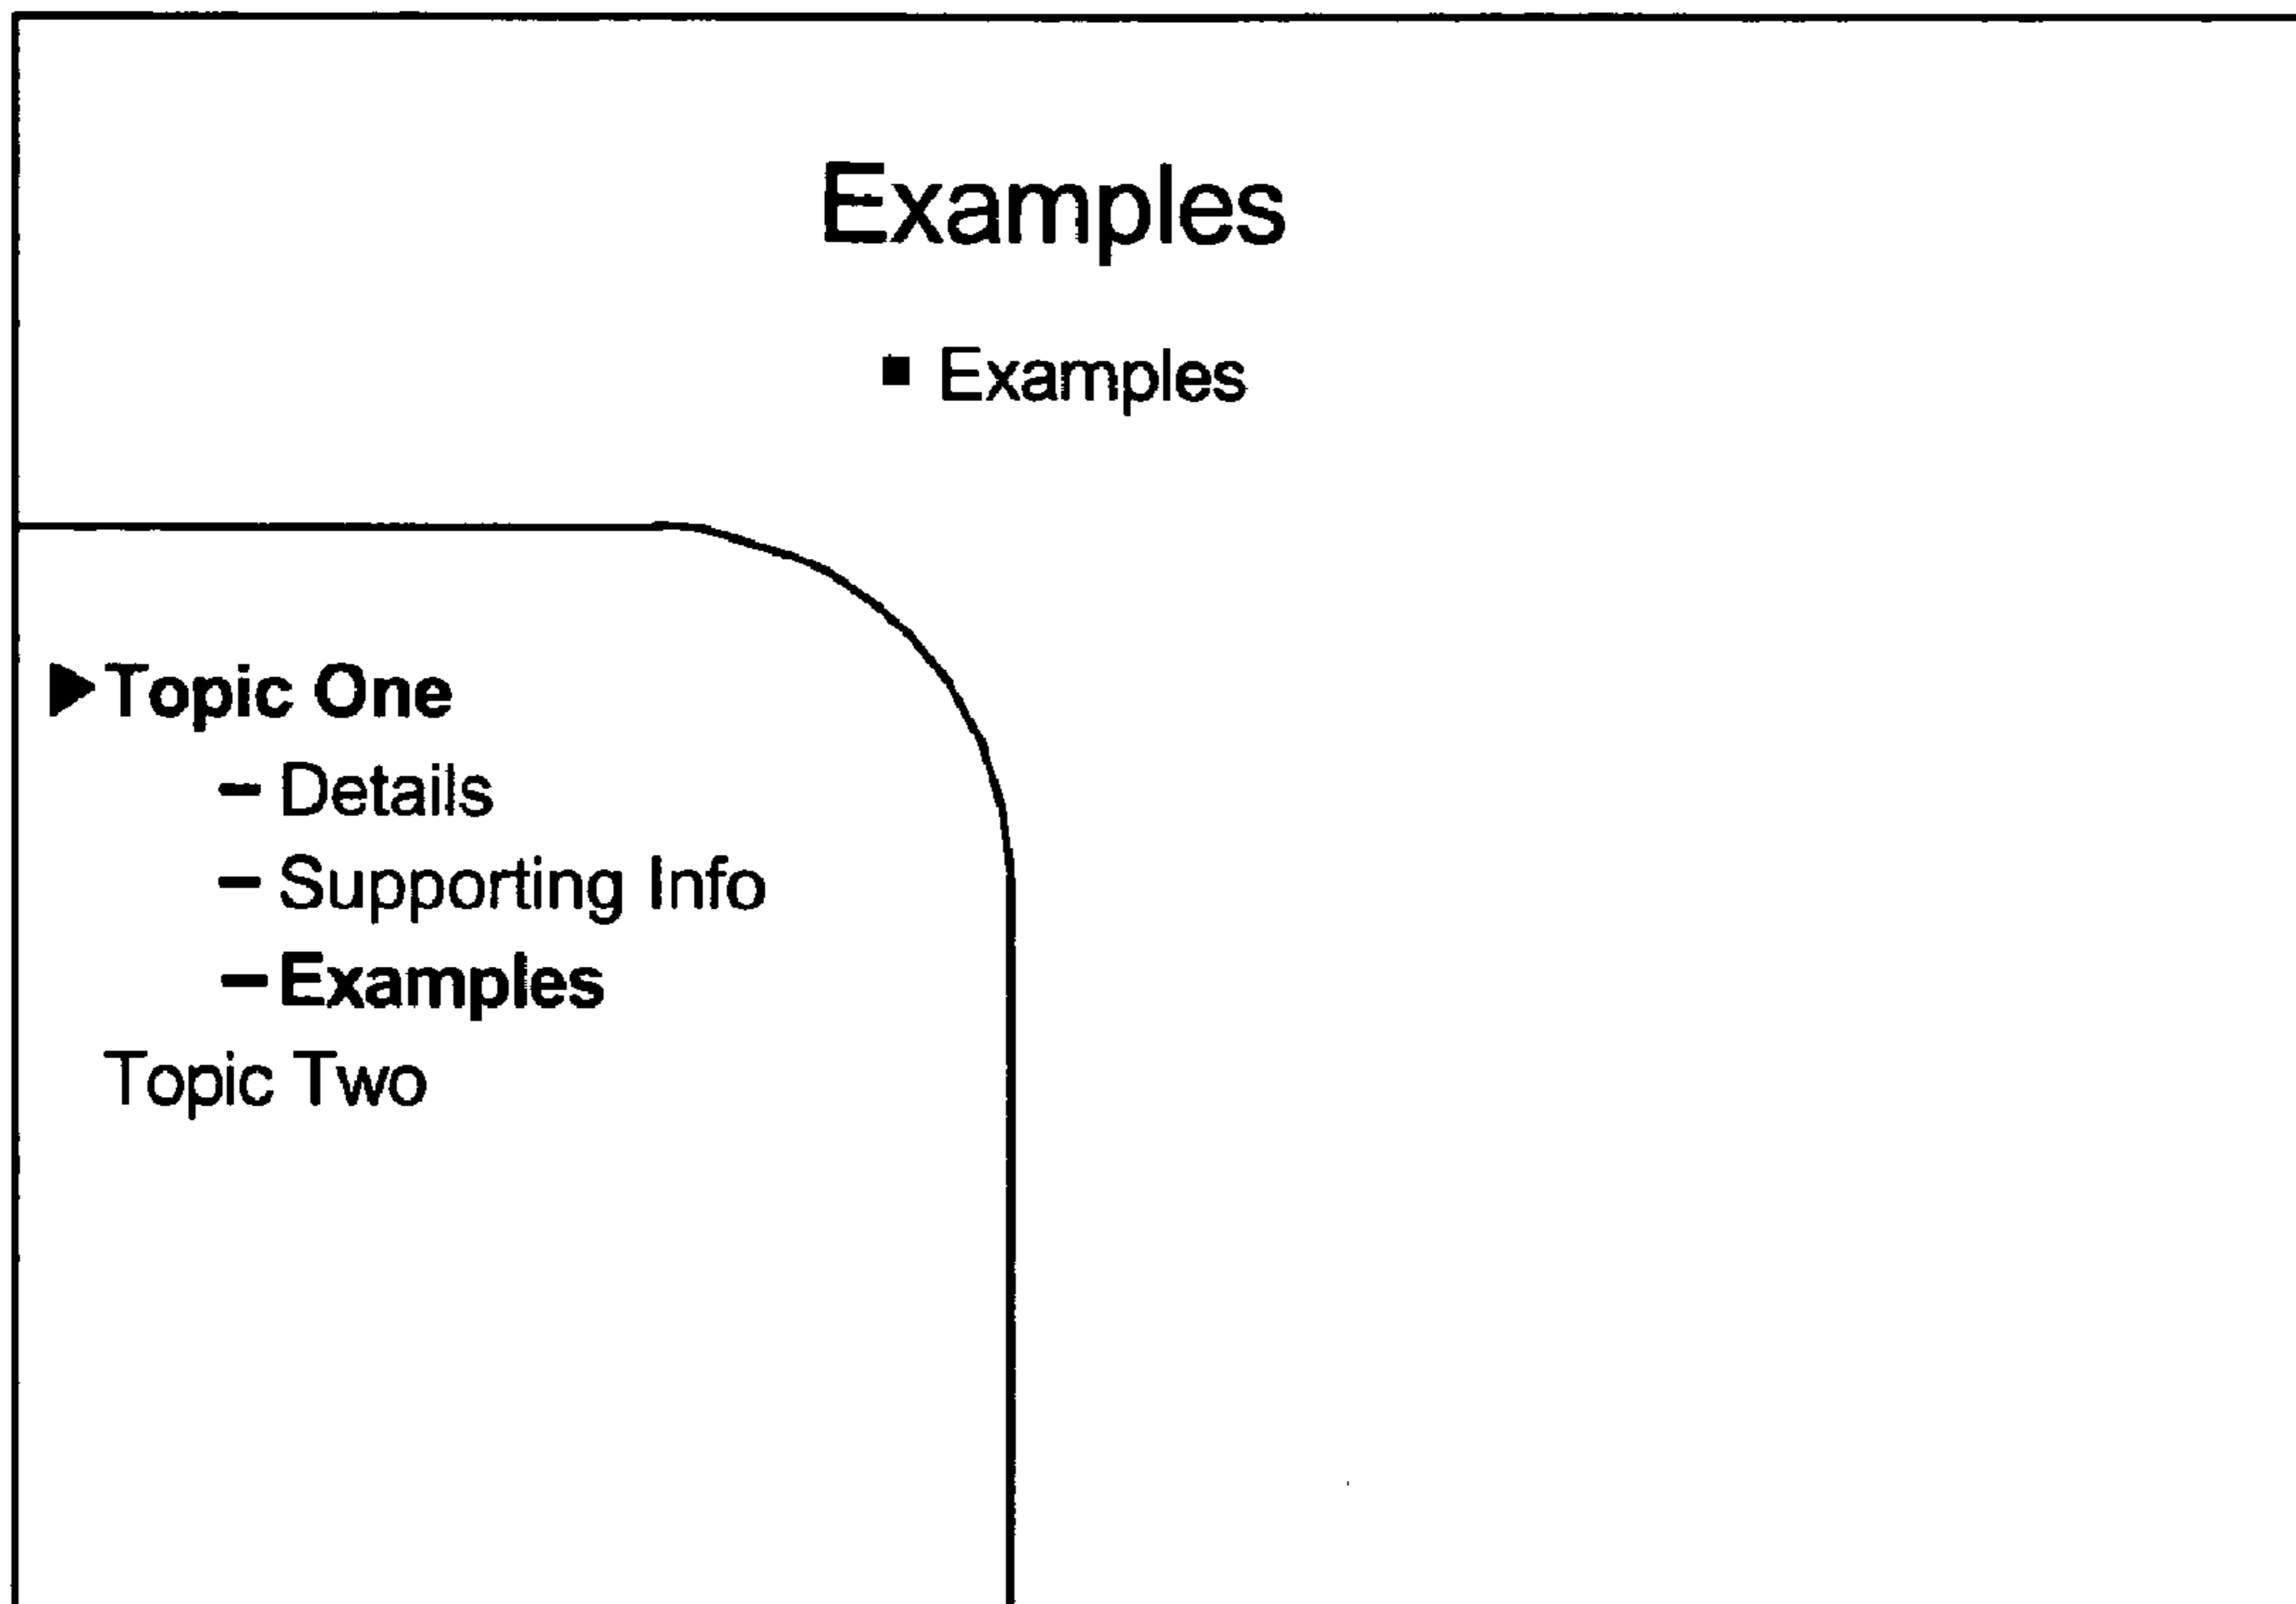 Examples
■ Examples
▶Topic One
– Details
– Supporting Info
– Examples
Topic Two